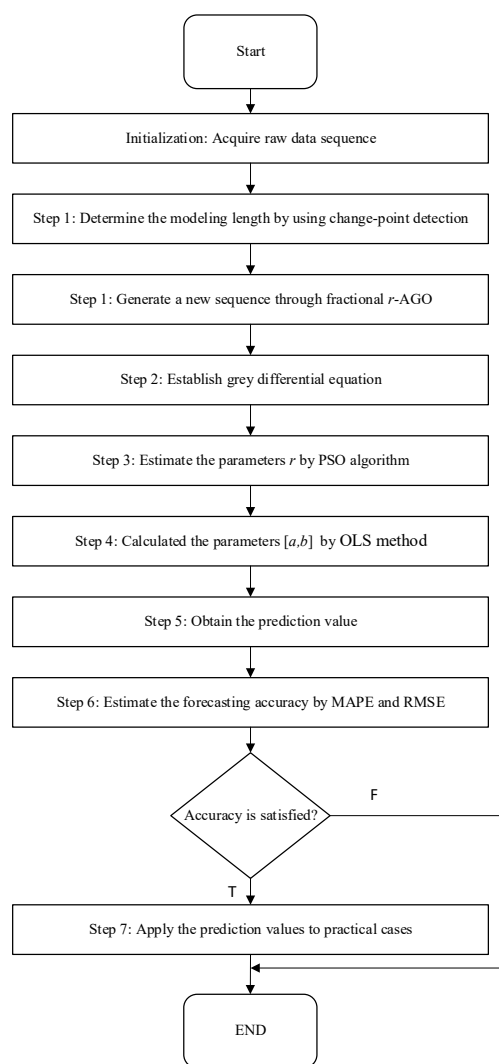 Start
Initialization: Acquire raw data sequence
Step 1: Determine the modeling length by using change-point detection
Step 1: Generate a new sequence through fractional r-AGO
Step 2: Establish grey differential equation
Step 3: Estimate the parameters r by PSO algorithm
Step 4: Calculated the parameters [a,b] by OLS method
Step 5: Obtain the prediction value
Step 6: Estimate the forecasting accuracy by MAPE and RMSE
F
Accuracy is satisfied?
T
Step 7: Apply the prediction values to practical cases
END